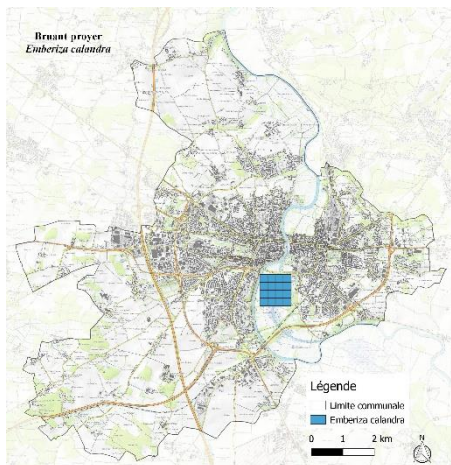 Bruant proyer
Emberiza calandra
Légende
Limite communale
Emberiza calandra
0 1 2 km
N